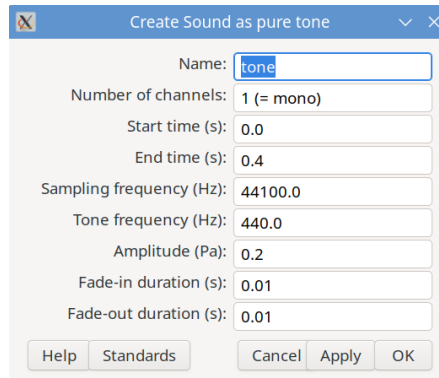 Create Sound as pure tone
Name: tone
Number of channels: 1 (= mono)
Start time (s): 0.0
End time (s): 0.4
Sampling frequency (Hz): 44100.0
Tone frequency (Hz): 440.0
Amplitude (Pa): 0.2
Fade-in duration (s): 0.01
Fade-out duration (s): 0.01
Help Standards Cancel Apply OK